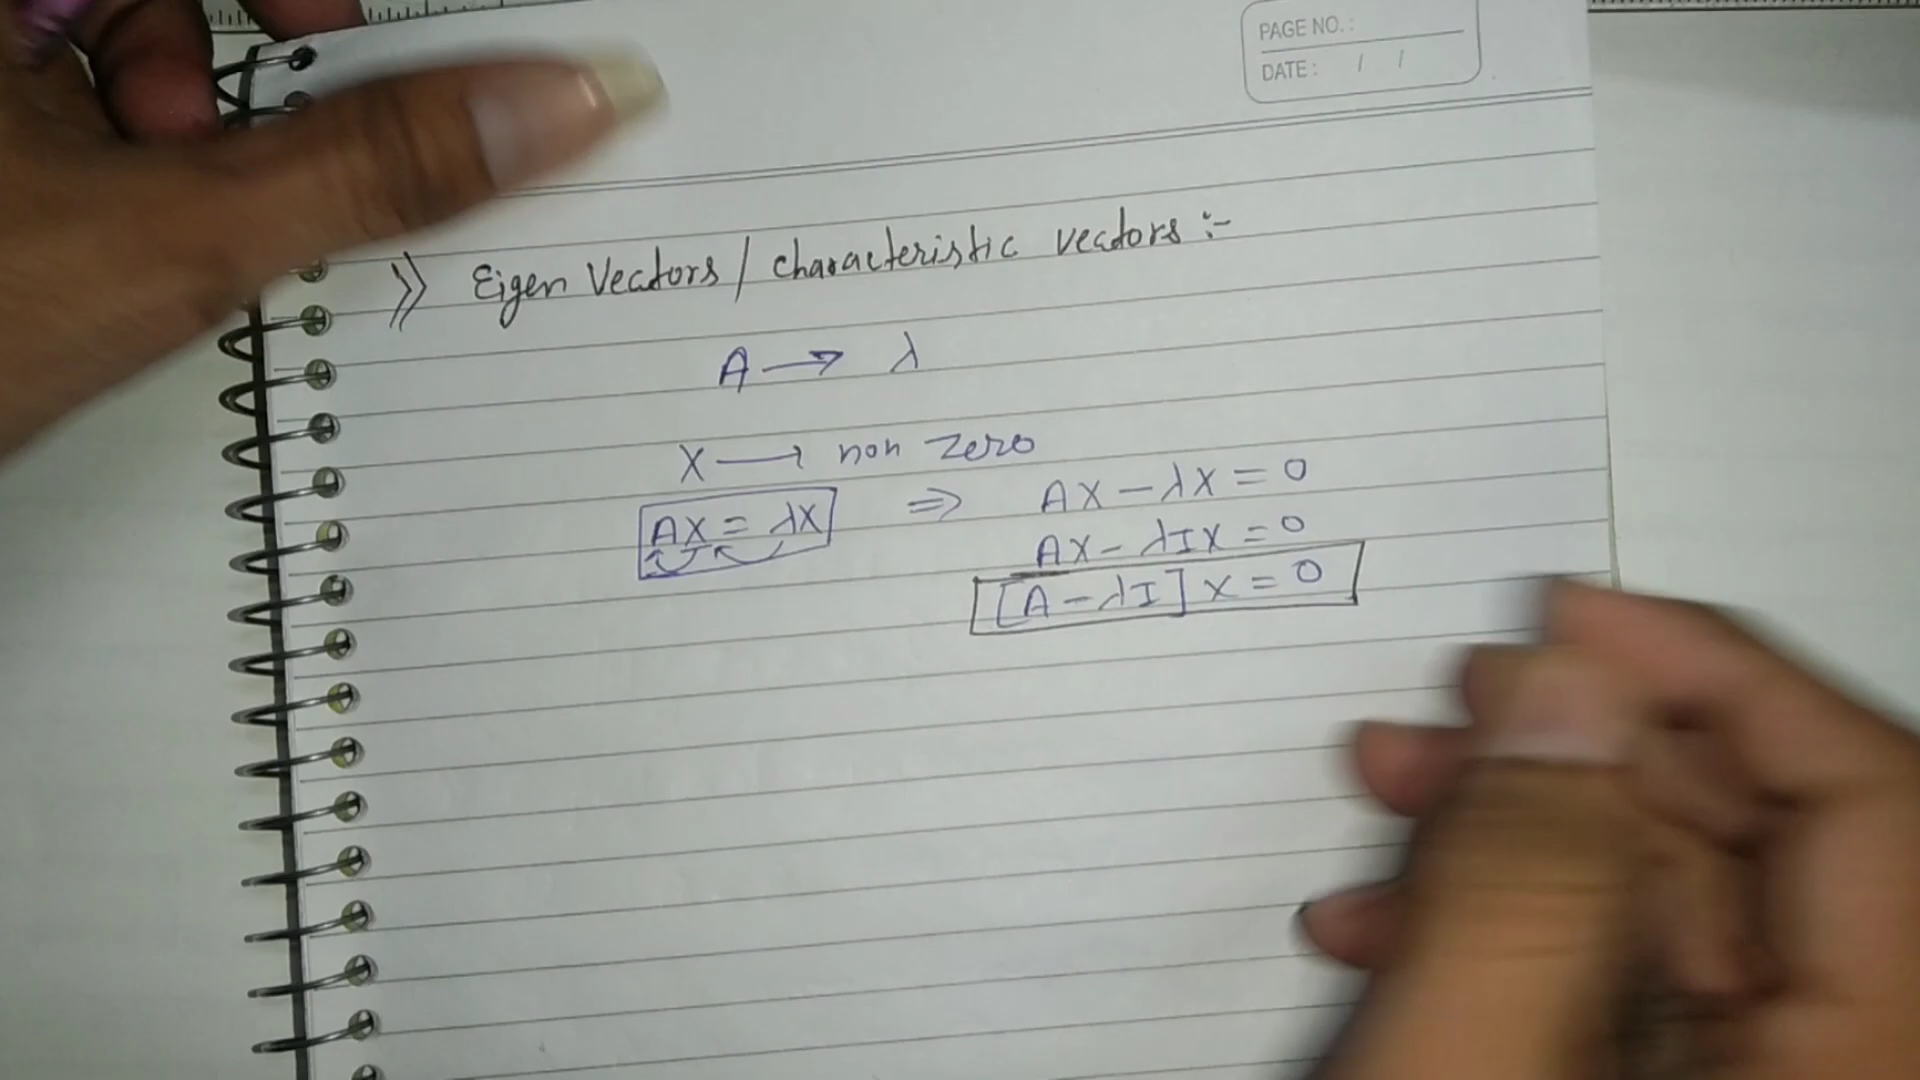 PAGE NO. :
DATE : / /
>> Eigen Vectors / characteristic vectors :-
A → λ
X → non zero
AX = λX ⇒ AX - λX = 0
AX - λIX = 0
[A - λI] X = 0